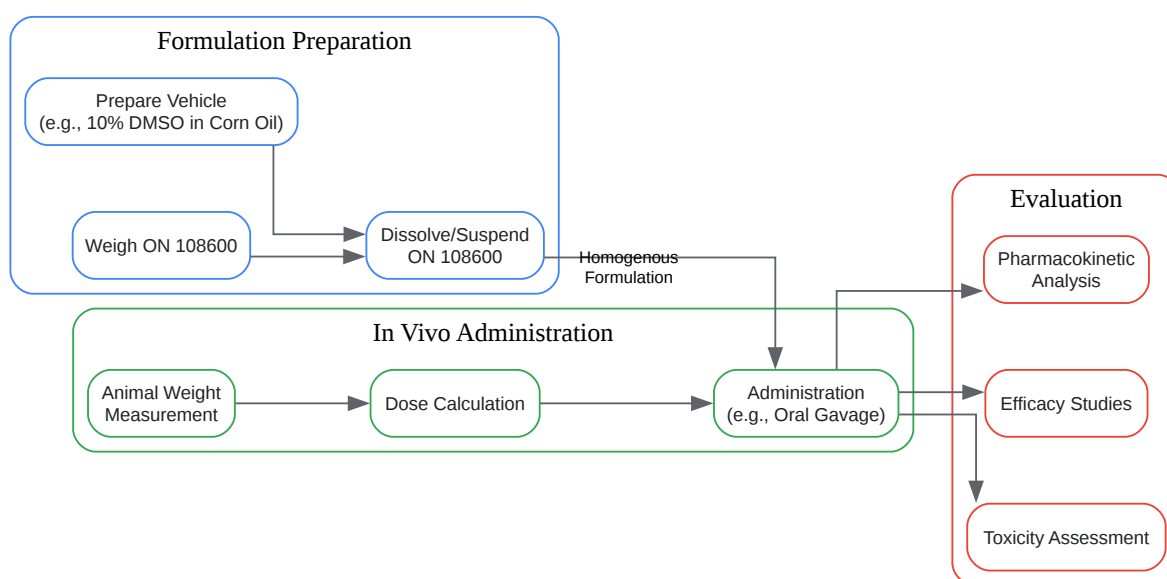 Formulation Preparation
Prepare Vehicle
(e.g., 10% DMSO in Corn Oil)
Weigh ON 108600
Dissolve/Suspend
ON 108600
Homogenous
Formulation
In Vivo Administration
Animal Weight
Measurement
Dose Calculation
Administration
(e.g., Oral Gavage)
Evaluation
Pharmacokinetic
Analysis
Efficacy Studies
Toxicity Assessment